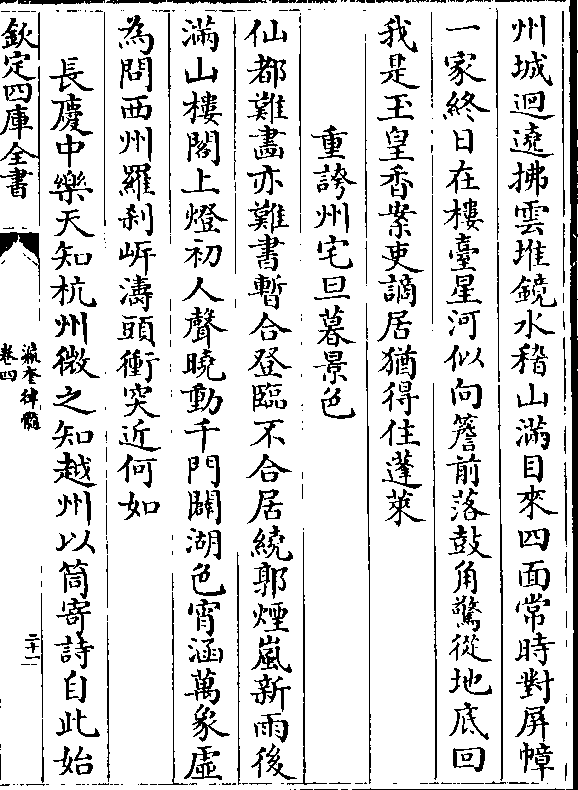 州城迴遶拂雲堆鏡水稽山滿目來四面常時對屏幛
一家終日在樓臺星河似向簷前落鼓角驚從地底回
我是玉皇香案吏謫居猶得住蓬萊
重誇州宅旦暮景色
仙都難畵亦難書暫合登臨不合居繞郭煙嵐新雨後
滿山樓閣上燈初人聲曉動千門闢湖色宵涵萬象虛
為問西州羅刹㟁濤頭衝突近何如
長慶中樂天知杭州微之知越州以筒寄詩自此始
欽定四庫全書
瀛奎律髓
卷四
二十一